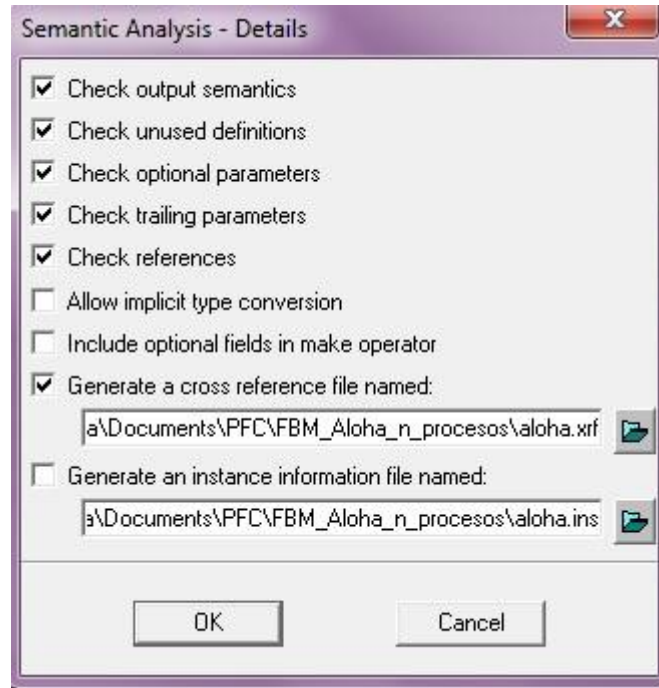 Semantic Analysis - Details
Check output semantics
Check unused definitions
Check optional parameters
Check trailing parameters
Check references
Allow implicit type conversion
Include optional fields in make operator
Generate a cross reference file named:
a\Documents\PFC\FBM_Aloha_n_procesos\aloha.xrf
Generate an instance information file named:
a\Documents\PFC\FBM_Aloha_n_procesos\aloha.ins
OK Cancel